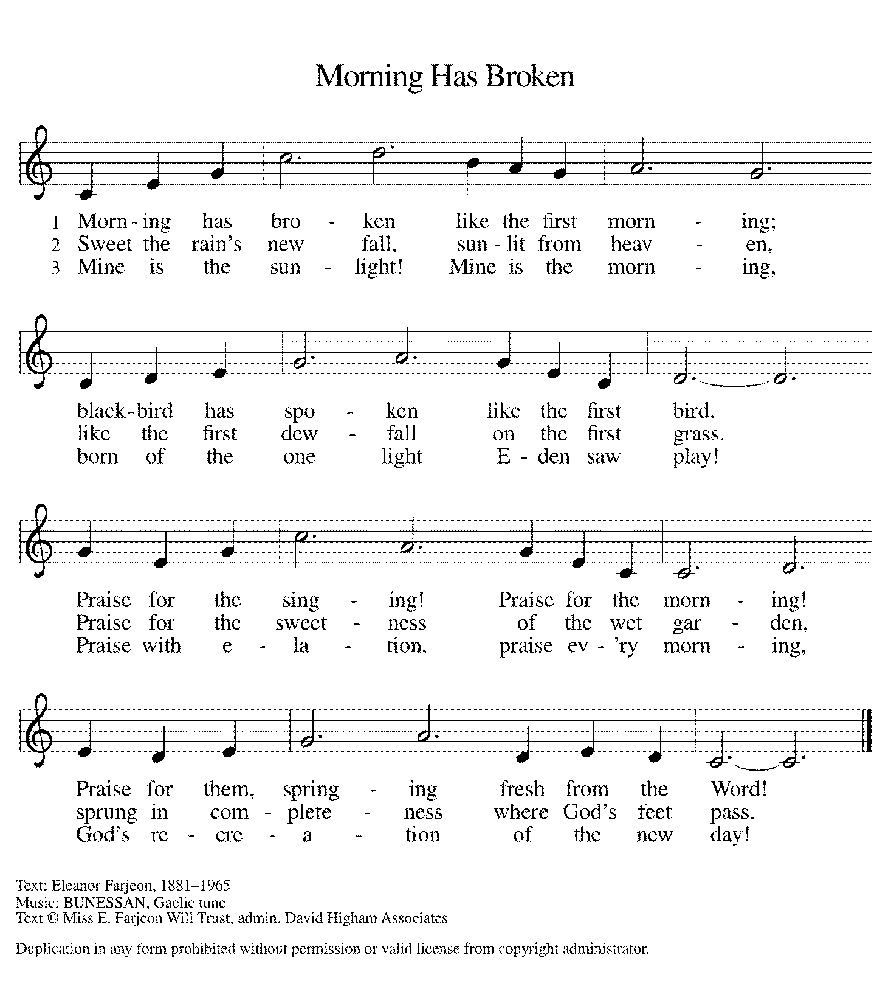 Morning Has Broken
1 Morn - ing has bro - ken like the first morn - ing;
2 Sweet the rain's new fall, sun - lit from heav - en,
3 Mine is the sun - light! Mine is the morn - ing,
black - bird has spo - ken like the first bird.
like the first dew - fall on the first grass.
born of the one light E - den saw play!
Praise for the sing - ing! Praise for the morn - ing!
Praise for the sweet - ness of the wet gar - den,
Praise with e - la - tion, praise ev - 'ry morn - ing,
Praise for them, spring - ing fresh from the Word!
sprung in com - plete - ness where God's feet pass.
God's re - cre - a - tion of the new day!
Text: Eleanor Farjeon, 1881–1965
Music: BUNESSAN, Gaelic tune
Text © Miss E. Farjeon Will Trust, admin. David Higham Associates
Duplication in any form prohibited without permission or valid license from copyright administrator.